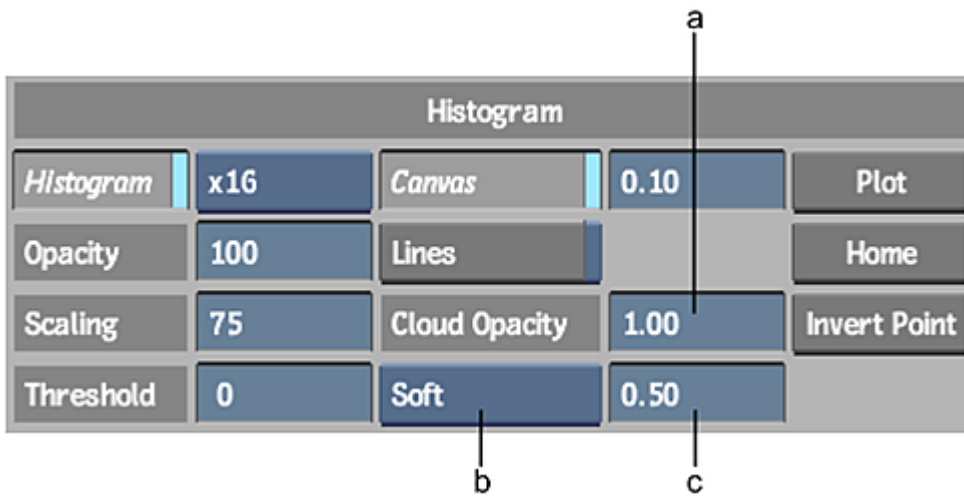 a
Histogram
Histogram x16 Canvas 0.10 Plot
Opacity 100 Lines Home
Scaling 75 Cloud Opacity 1.00 Invert Point
Threshold 0 Soft 0.50
b c